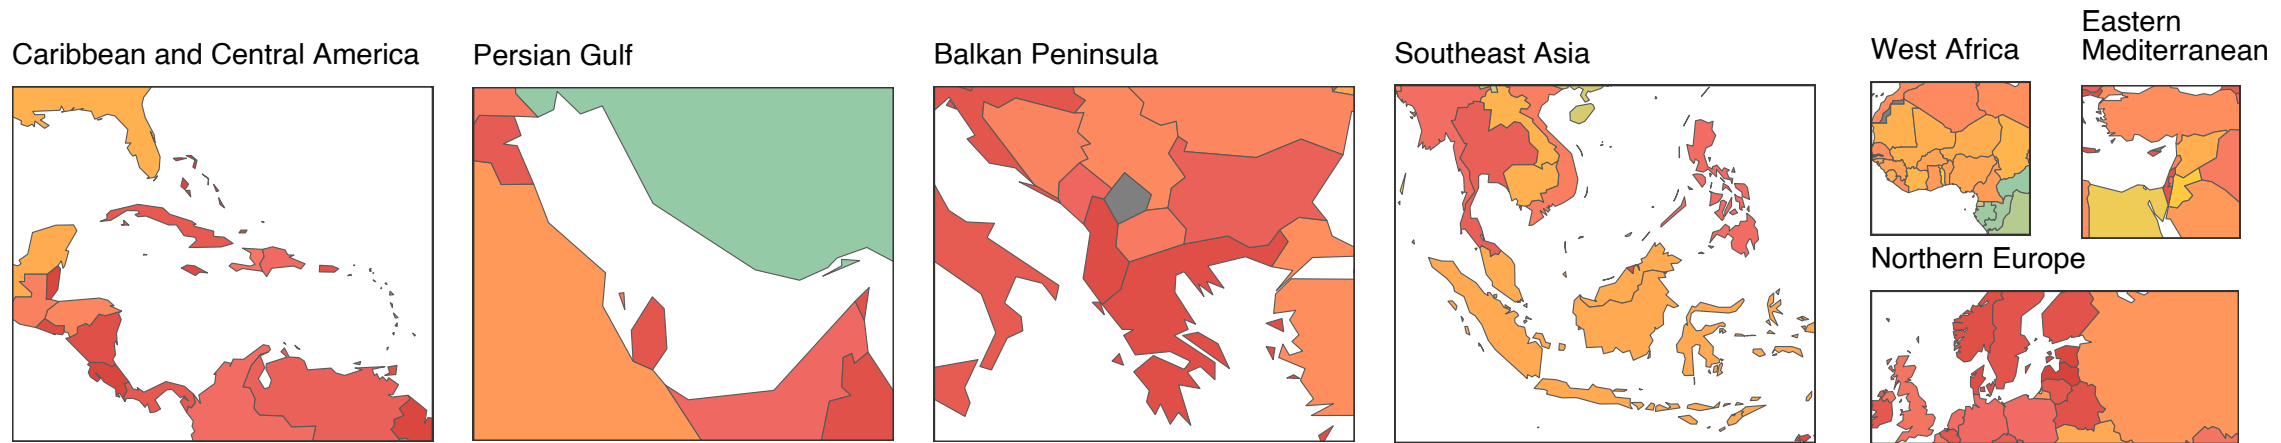 Caribbean and Central America
Persian Gulf
Balkan Peninsula
Southeast Asia
West Africa
Eastern
Mediterranean
Northern Europe